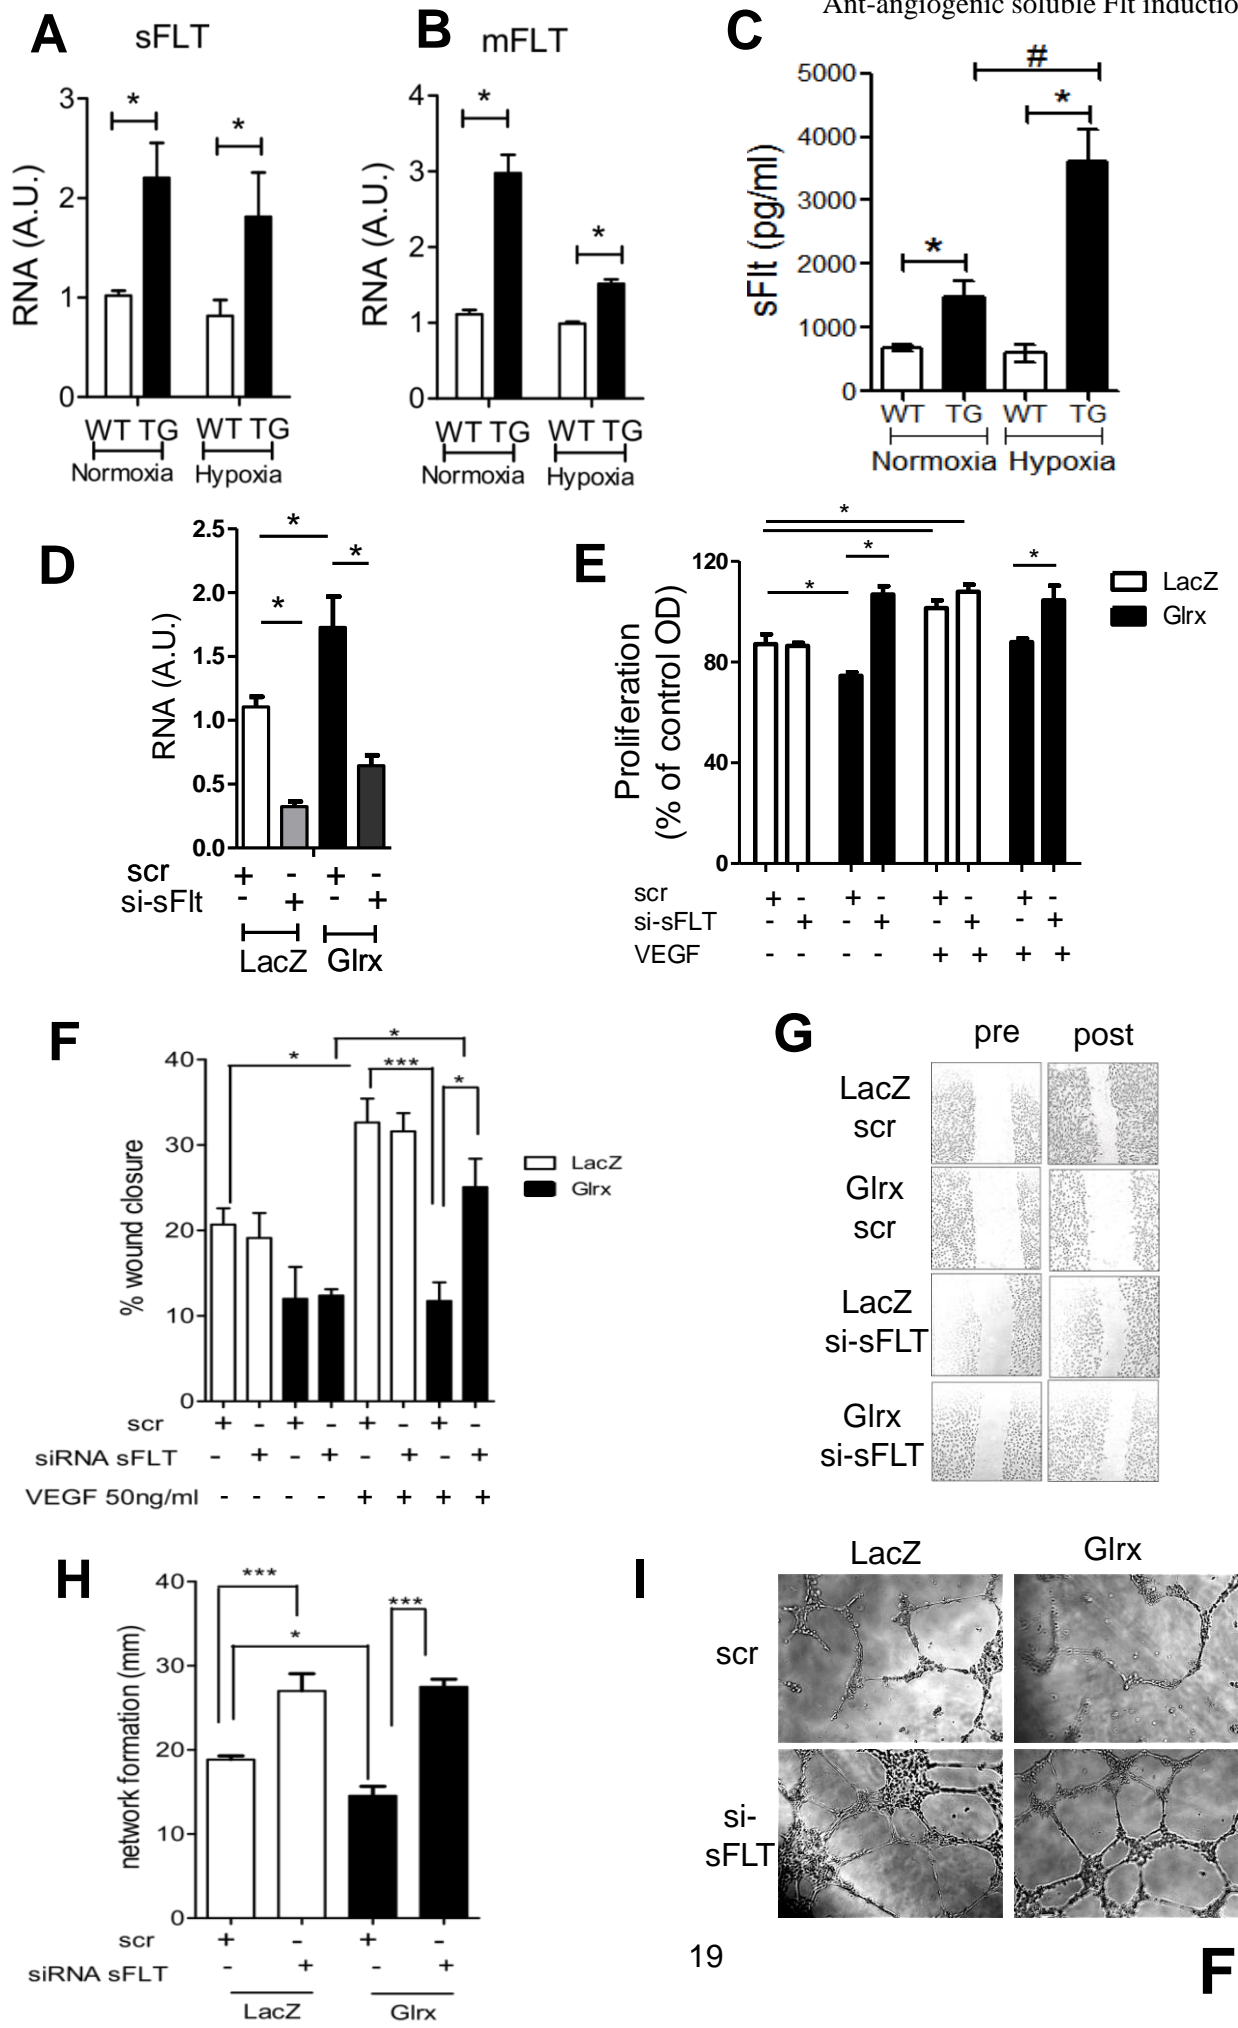 Ant-angiogenic soluble Flt inductio
A
sFLT
3
2
1
0
RNA (A.U.)
*
*
WT TG WT TG
Normoxia Hypoxia
B
mFLT
4
3
2
1
0
RNA (A.U.)
*
*
WT TG WT TG
Normoxia Hypoxia
C
5000
4000
3000
2000
1000
0
sFlt (pg/ml)
#
*
*
WT TG WT TG
Normoxia Hypoxia
D
2.5
2.0
1.5
1.0
0.5
0.0
RNA (A.U.)
*
*
*
scr + - + -
si-sFlt - + - +
LacZ Glrx
E
120
80
40
0
Proliferation
(% of control OD)
*
*
*
*
LacZ
Glrx
scr + - + - + - + -
si-sFLT - + - + - + - +
VEGF - - - - + + + +
F
40
30
20
10
0
% wound closure
*
*
***
*
LacZ
Glrx
scr + - + - + - + -
siRNA sFLT - + - + - + - +
VEGF 50ng/ml - - - - + + + +
G
pre post
LacZ
scr
Glrx
scr
LacZ
si-sFLT
Glrx
si-sFLT
H
40
30
20
10
0
network formation (mm)
***
*
***
scr + - + -
siRNA sFLT - + - +
LacZ Glrx
I
LacZ Glrx
scr
si-
sFLT
19
F